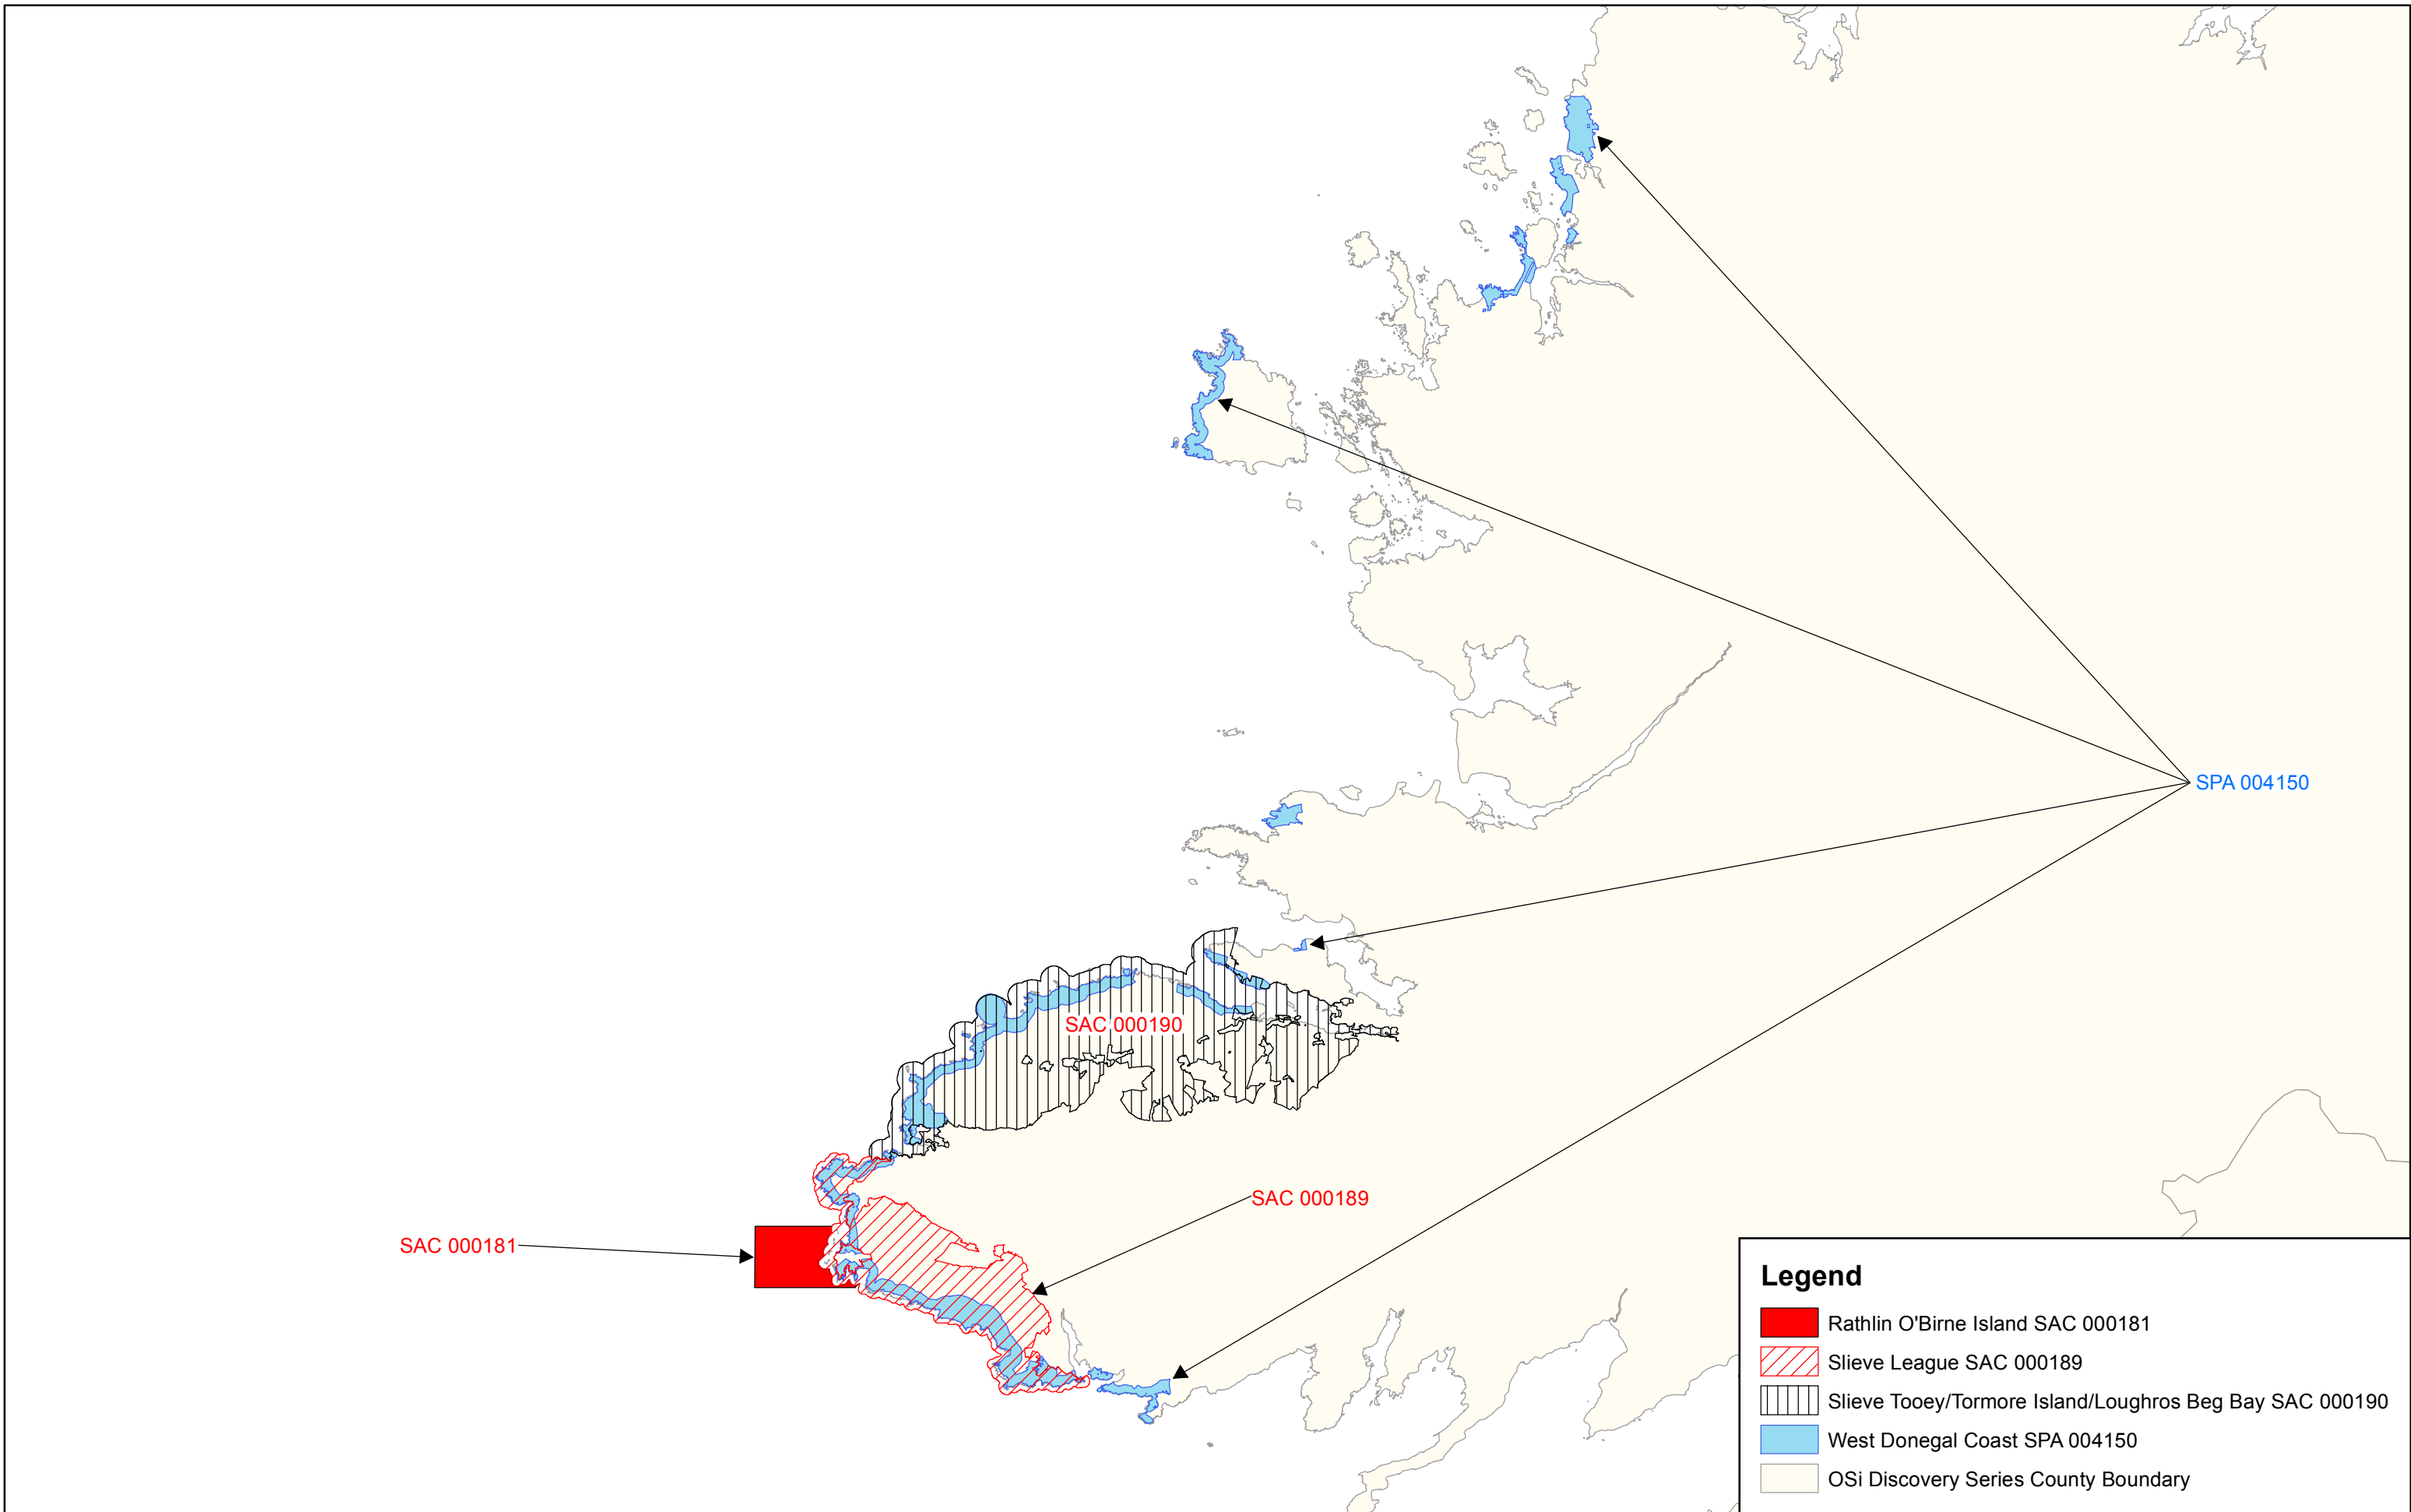 SPA 004150
SAC 000190
SAC 000189
SAC 000181
Legend
Rathlin O'Birne Island SAC 000181
Slieve League SAC 000189
Slieve Tooey/Tormore Island/Loughros Beg Bay SAC 000190
West Donegal Coast SPA 004150
OSi Discovery Series County Boundary